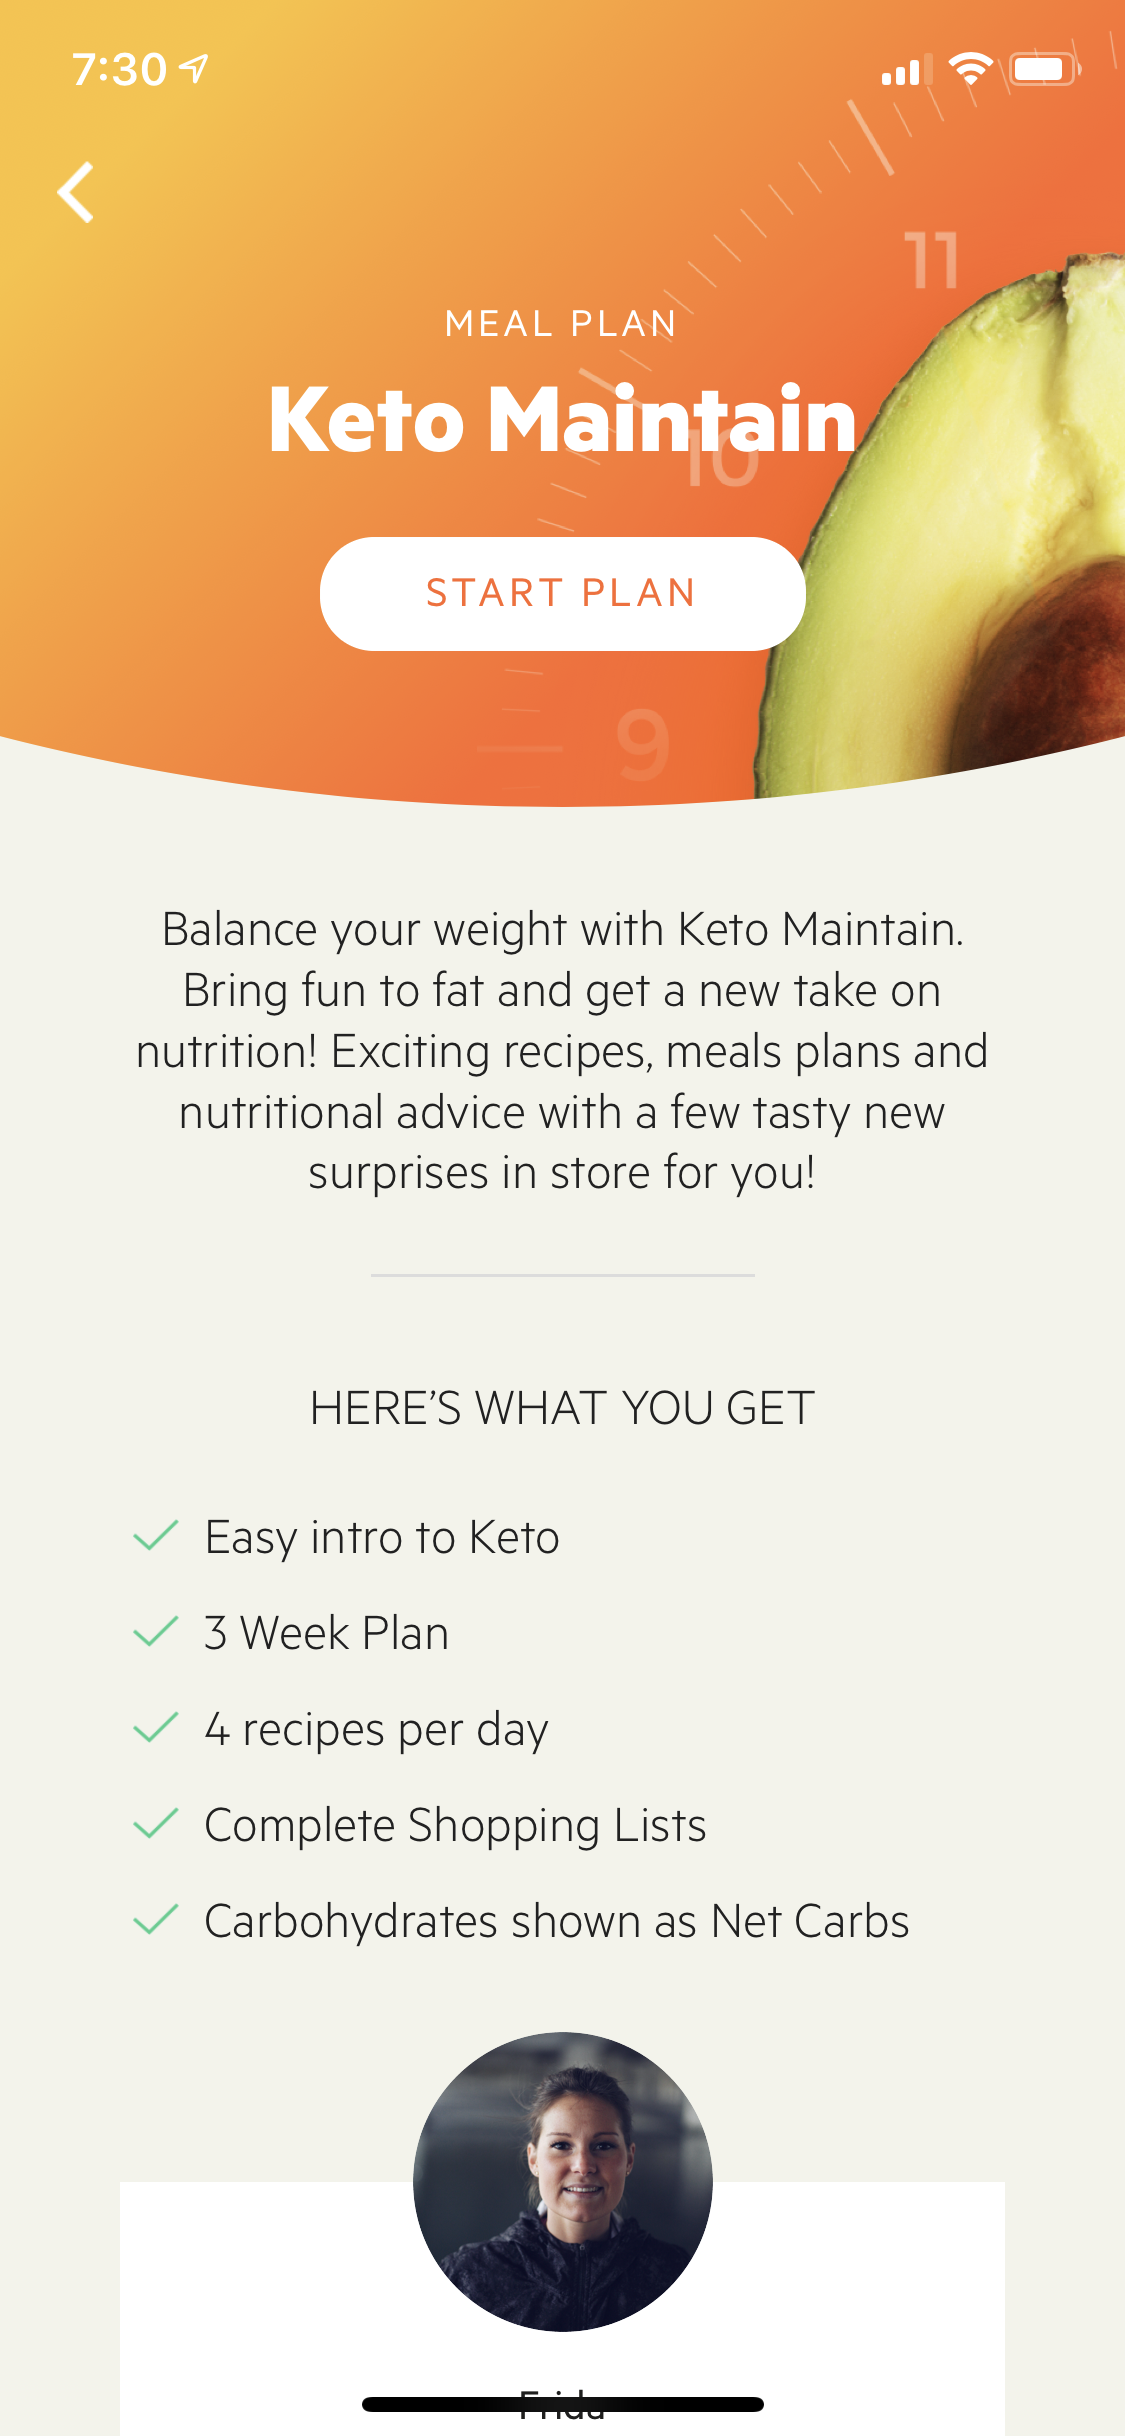 7:30
11
MEAL PLAN
Keto Maintain
10
START PLAN
9
Balance your weight with Keto Maintain.
Bring fun to fat and get a new take on
nutrition! Exciting recipes, meals plans and
nutritional advice with a few tasty new
surprises in store for you!
HERE’S WHAT YOU GET
Easy intro to Keto
3 Week Plan
4 recipes per day
Complete Shopping Lists
Carbohydrates shown as Net Carbs
Frida